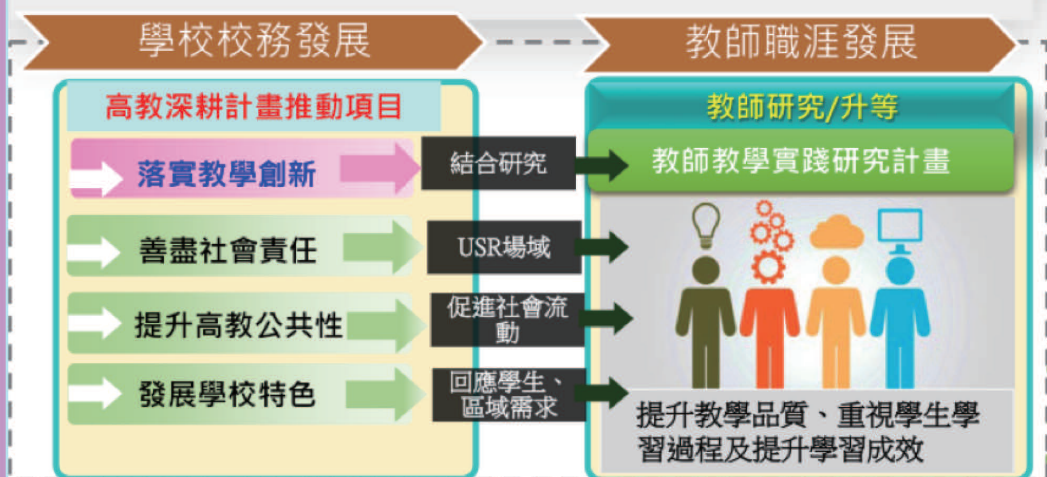 學校校務發展
教師職涯發展
高教深耕計畫推動項目
落實教學創新
善盡社會責任
提升高教公共性
發展學校特色
結合研究
USR場域
促進社會流
動
回應學生、
區域需求
教師研究/升等
教師教學實踐研究計畫
提升教學品質、重視學生學
習過程及提升學習成效